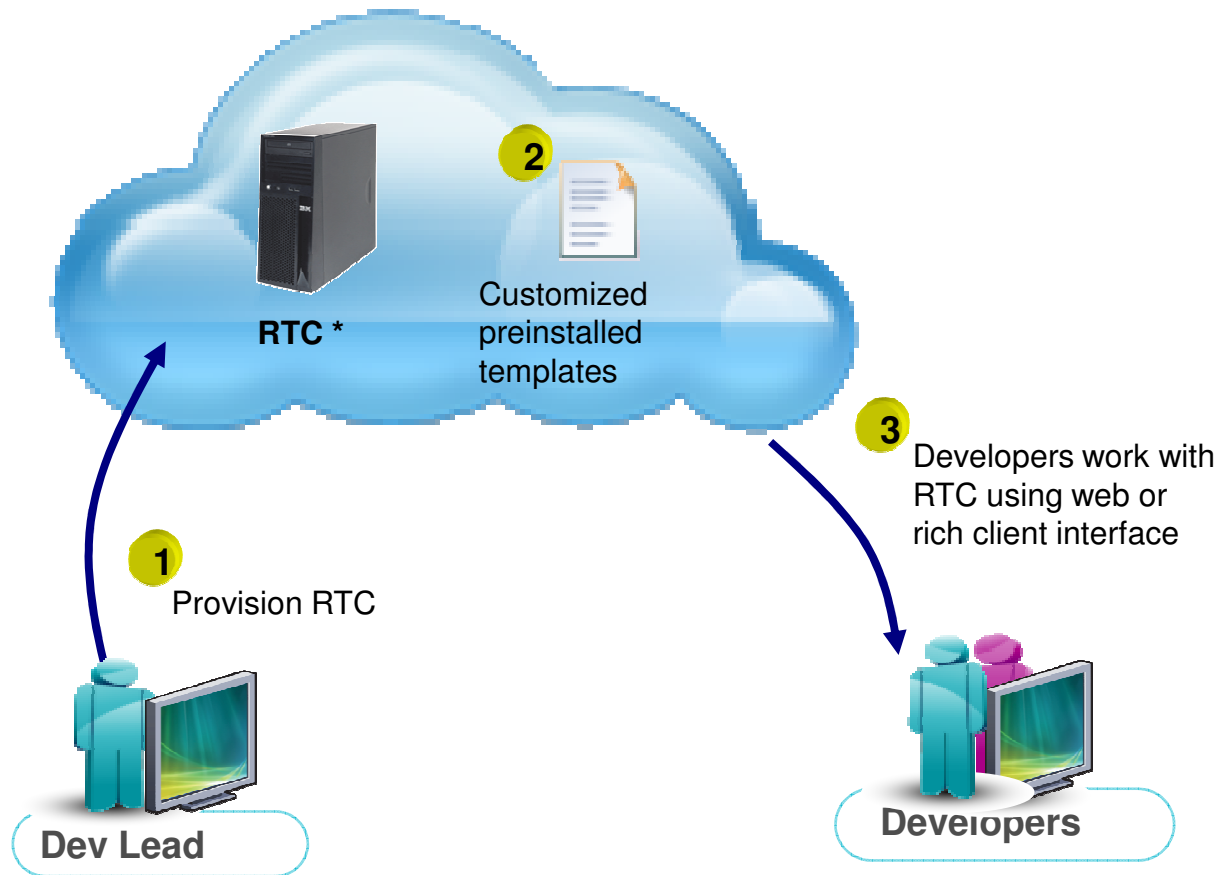 2
RTC *
Customized
preinstalled
templates
3
Developers work with
RTC using web or
rich client interface
1
Provision RTC
Dev Lead
Developers